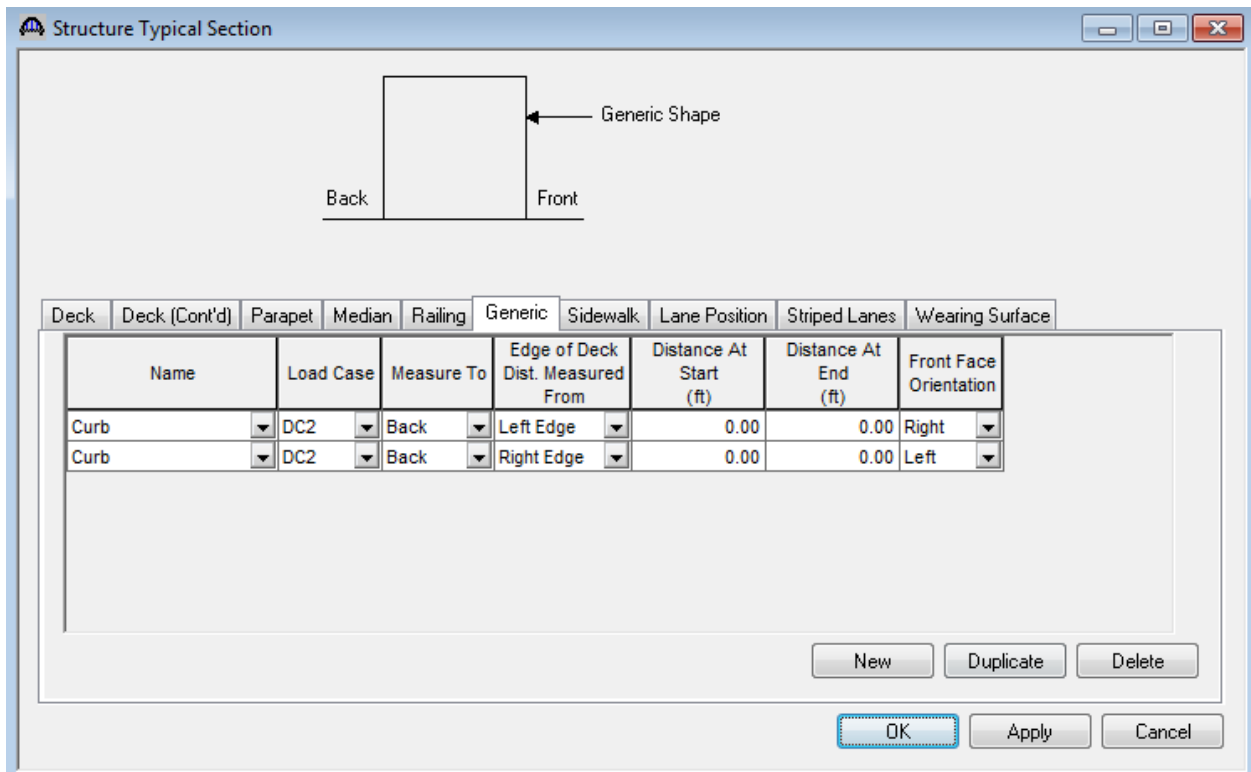 Structure Typical Section
Generic Shape
Back Front
Deck Deck (Cont'd) Parapet Median Railing Generic Sidewalk Lane Position Striped Lanes Wearing Surface
Name Load Case Measure To Edge of Deck Dist. Measured From Distance At Start (ft) Distance At End (ft) Front Face Orientation
Curb DC2 Back Left Edge 0.00 0.00 Right
Curb DC2 Back Right Edge 0.00 0.00 Left
New Duplicate Delete
OK Apply Cancel